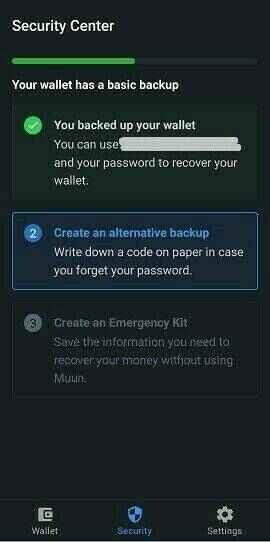 Security Center
Your wallet has a basic backup
You backed up your wallet
You can use
and your password to recover your
wallet.
2 Create an alternative backup
Write down a code on paper in case
you forget your password.
3 Create an Emergency Kit
Save the information you need to
recover your money without using
Muun.
Wallet Security Settings